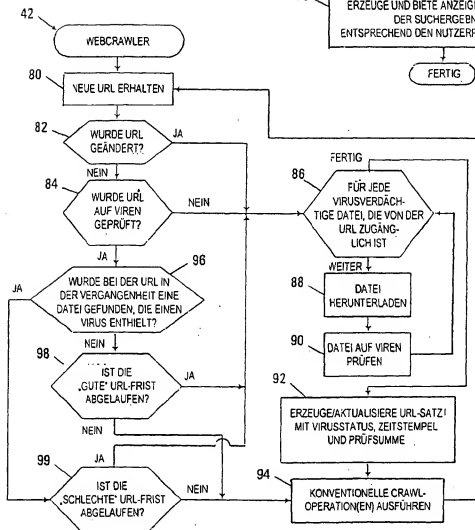 ERZEUGE UND BIETE ANZEIG
DER SUCHERGEBN
ENTSPRECHEND DEN NUTZERF
FERTIG
42
WEBCRAWLER
80
NEUE URL ERHALTEN
82
WURDE URL
GEÄNDERT?
JA
NEIN
84
WURDE URL
AUF VIREN
GEPRÜFT?
NEIN
JA
FERTIG
86
FÜR JEDE
VIRUSVERDÄCH-
TIGE DATEI, DIE VON DER
URL ZUGÄNG-
LICH IST
WEITER
88
DATEI
HERUNTERLADEN
90
DATEI AUF VIREN
PRÜFEN
96
JA
WURDE BEI DER URL IN
DER VERGANGENHEIT EINE
DATEI GEFUNDEN, DIE EINEN
VIRUS ENTHIELT?
NEIN
98
IST DIE
„GUTE" URL-FRIST
ABGELAUFEN?
JA
NEIN
92
ERZEUGE/AKTUALISIERE URL-SATZ
MIT VIRUSSTATUS, ZEITSTEMPEL
UND PRÜFSUMME
JA
99
IST DIE
„SCHLECHTE" URL-FRIST
ABGELAUFEN?
NEIN
94
KONVENTIONELLE CRAWL-
OPERATION(EN) AUSFÜHREN